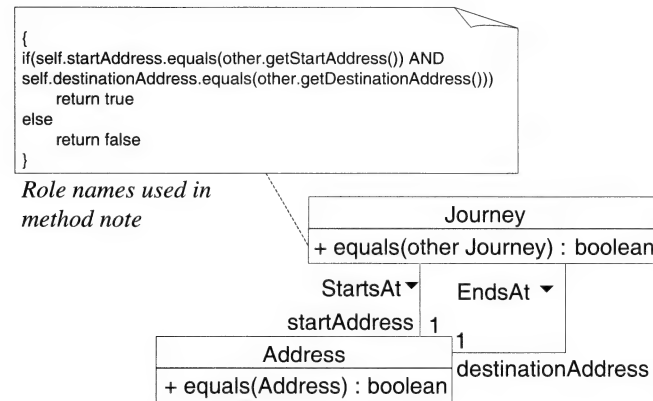 {
if(self.startAddress.equals(other.getStartAddress()) AND
self.destinationAddress.equals(other.getDestinationAddress()))
return true
else
return false
}
Role names used in
method note
Journey
+ equals(other Journey) : boolean
StartsAt
EndsAt
startAddress 1
1
destinationAddress
Address
+ equals(Address) : boolean